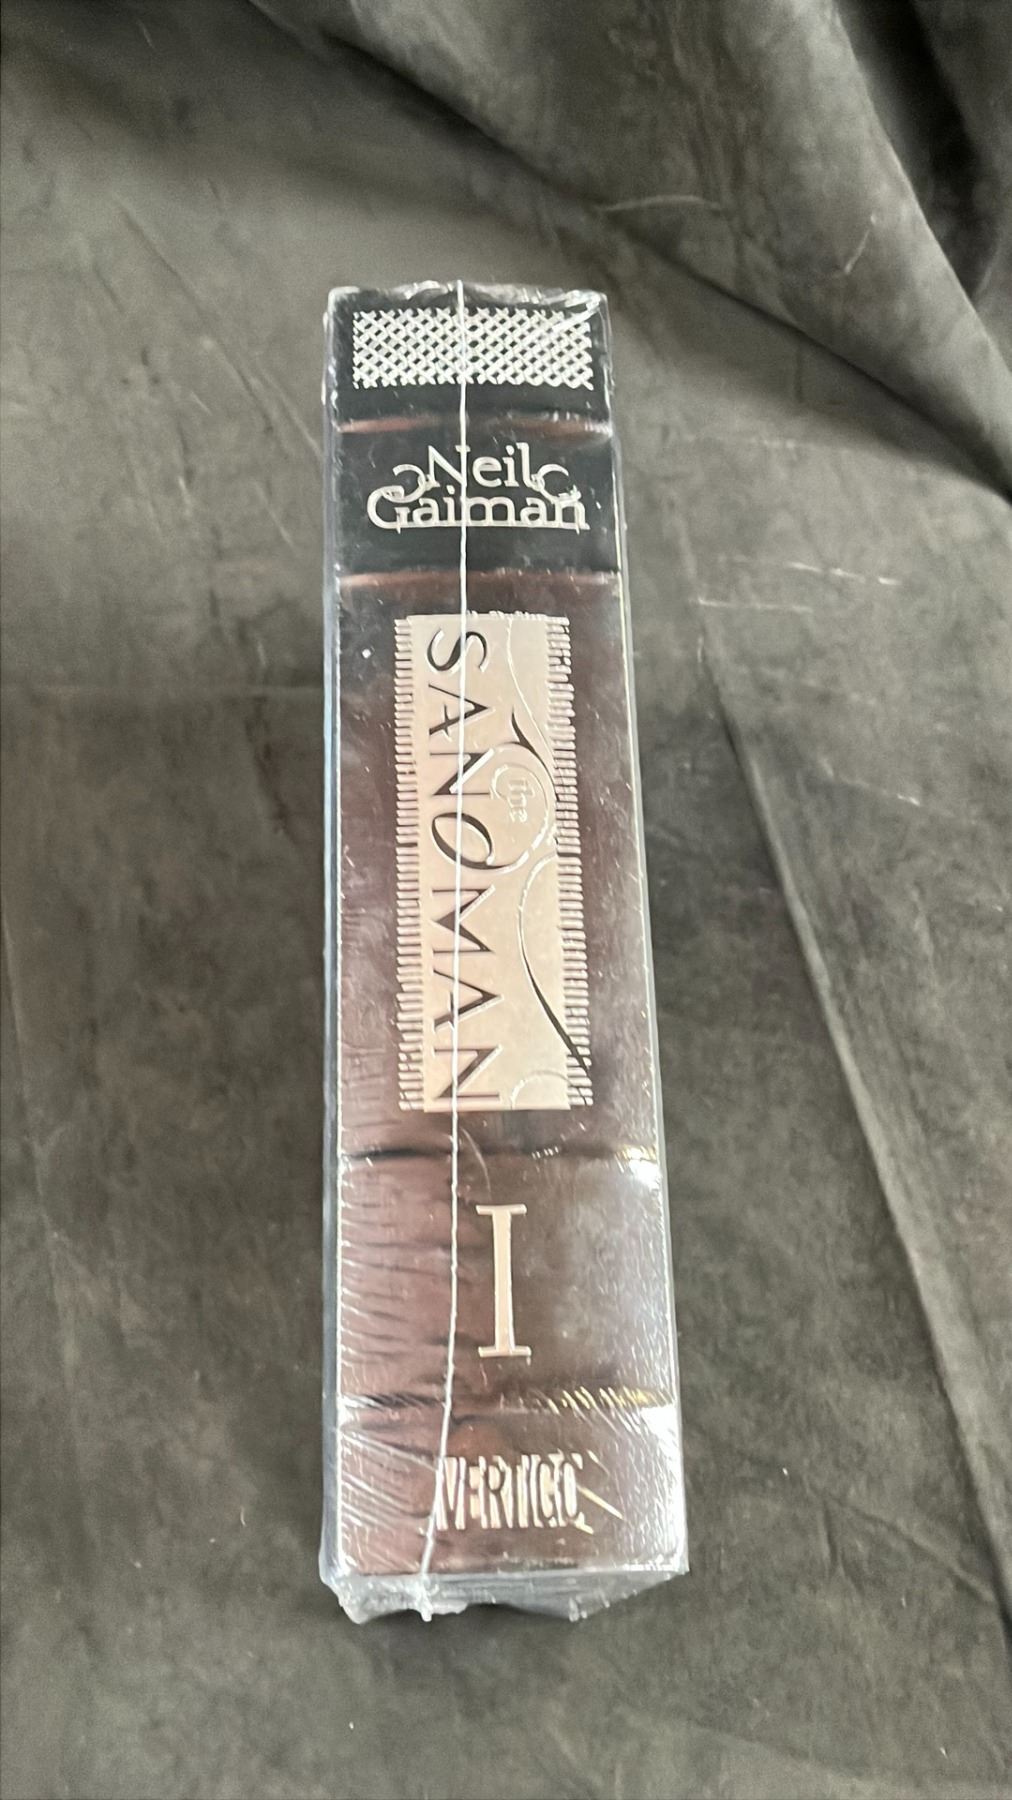 Neil
Gaiman
The
SANDMAN
I
VERTIGO